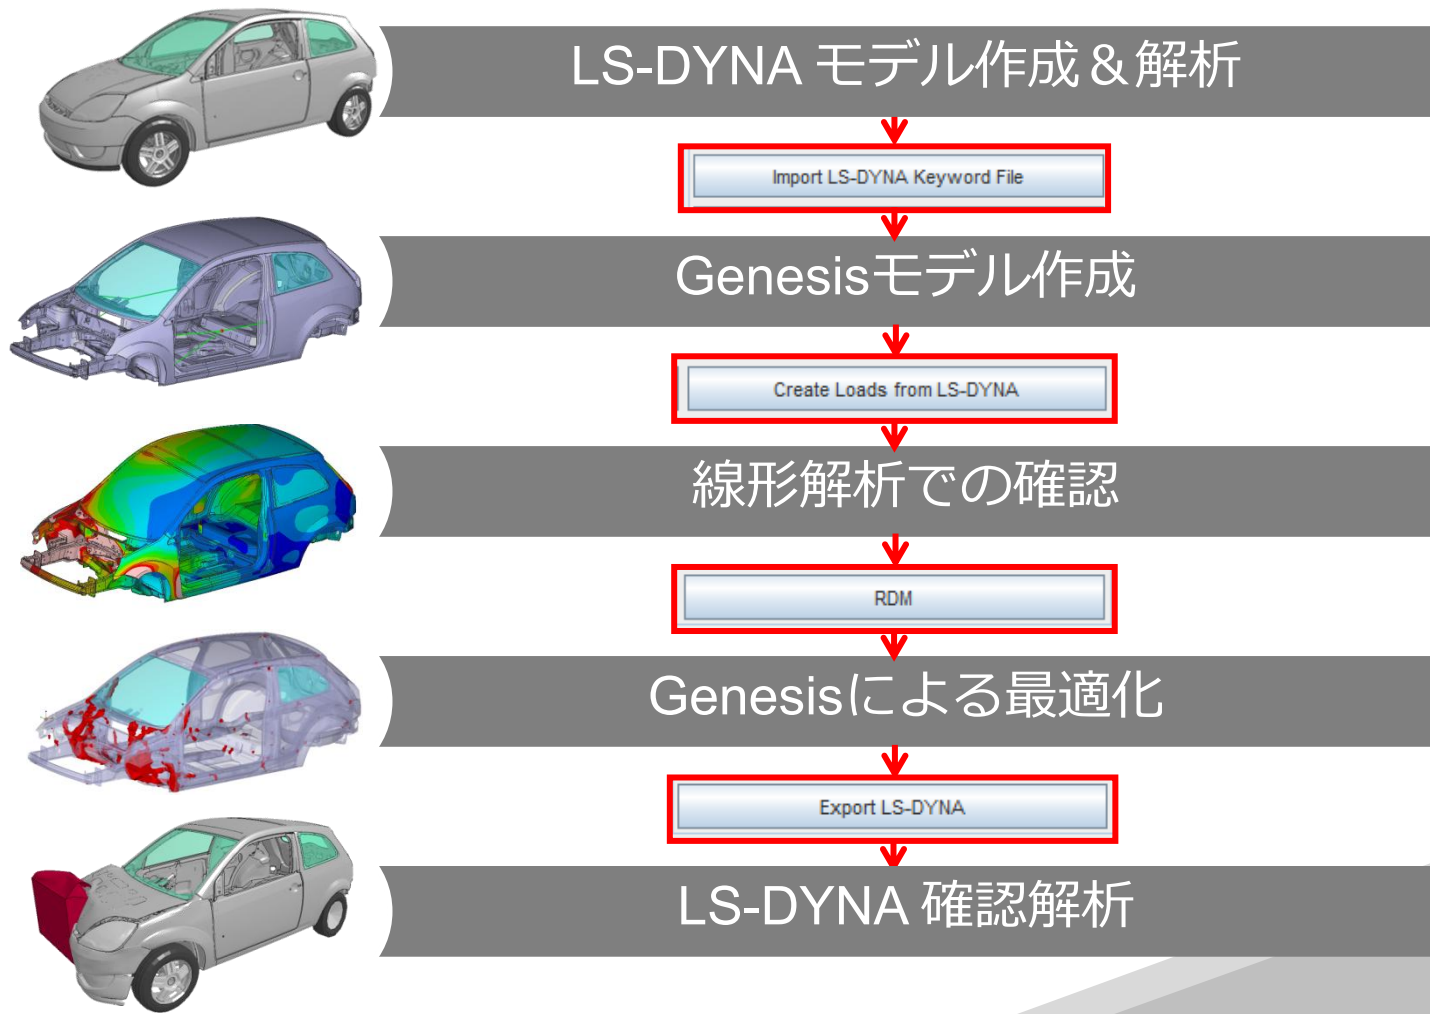 LS-DYNA モデル作成＆解析
Import LS-DYNA Keyword File
Genesisモデル作成
Create Loads from LS-DYNA
線形解析での確認
RDM
Genesisによる最適化
Export LS-DYNA
LS-DYNA 確認解析